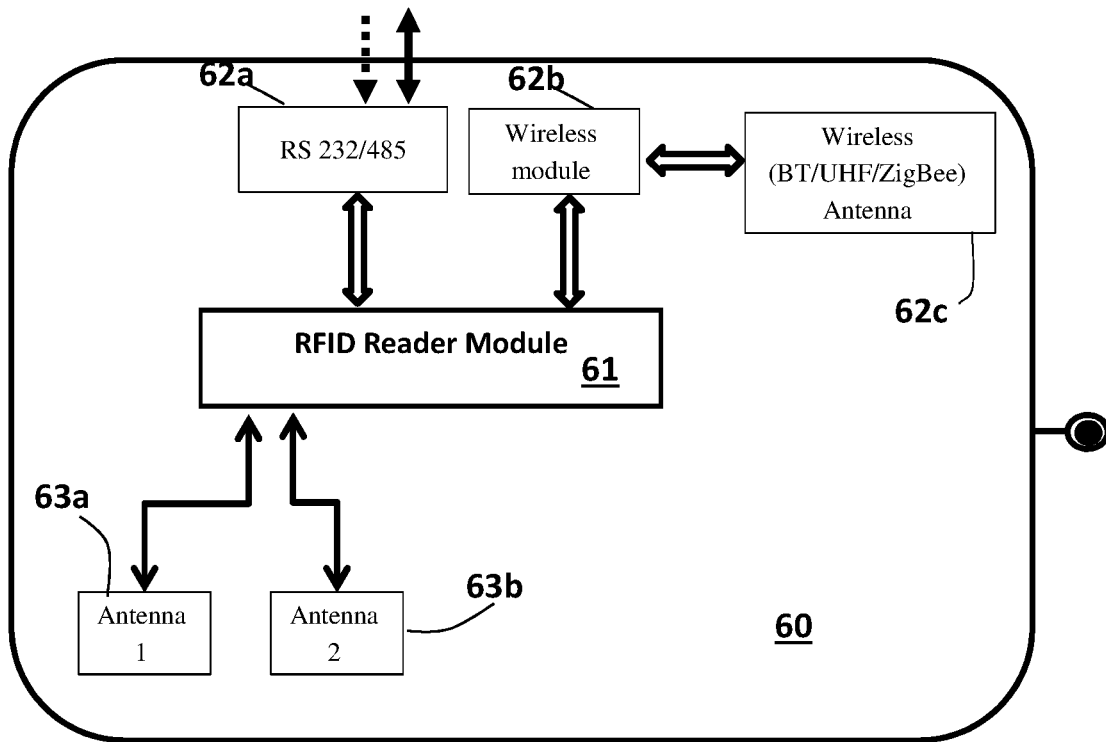 62a
62b
RS 232/485
Wireless
module
Wireless
(BT/UHF/ZigBee)
Antenna
62c
RFID Reader Module
61
63a
63b
Antenna
1
Antenna
2
60